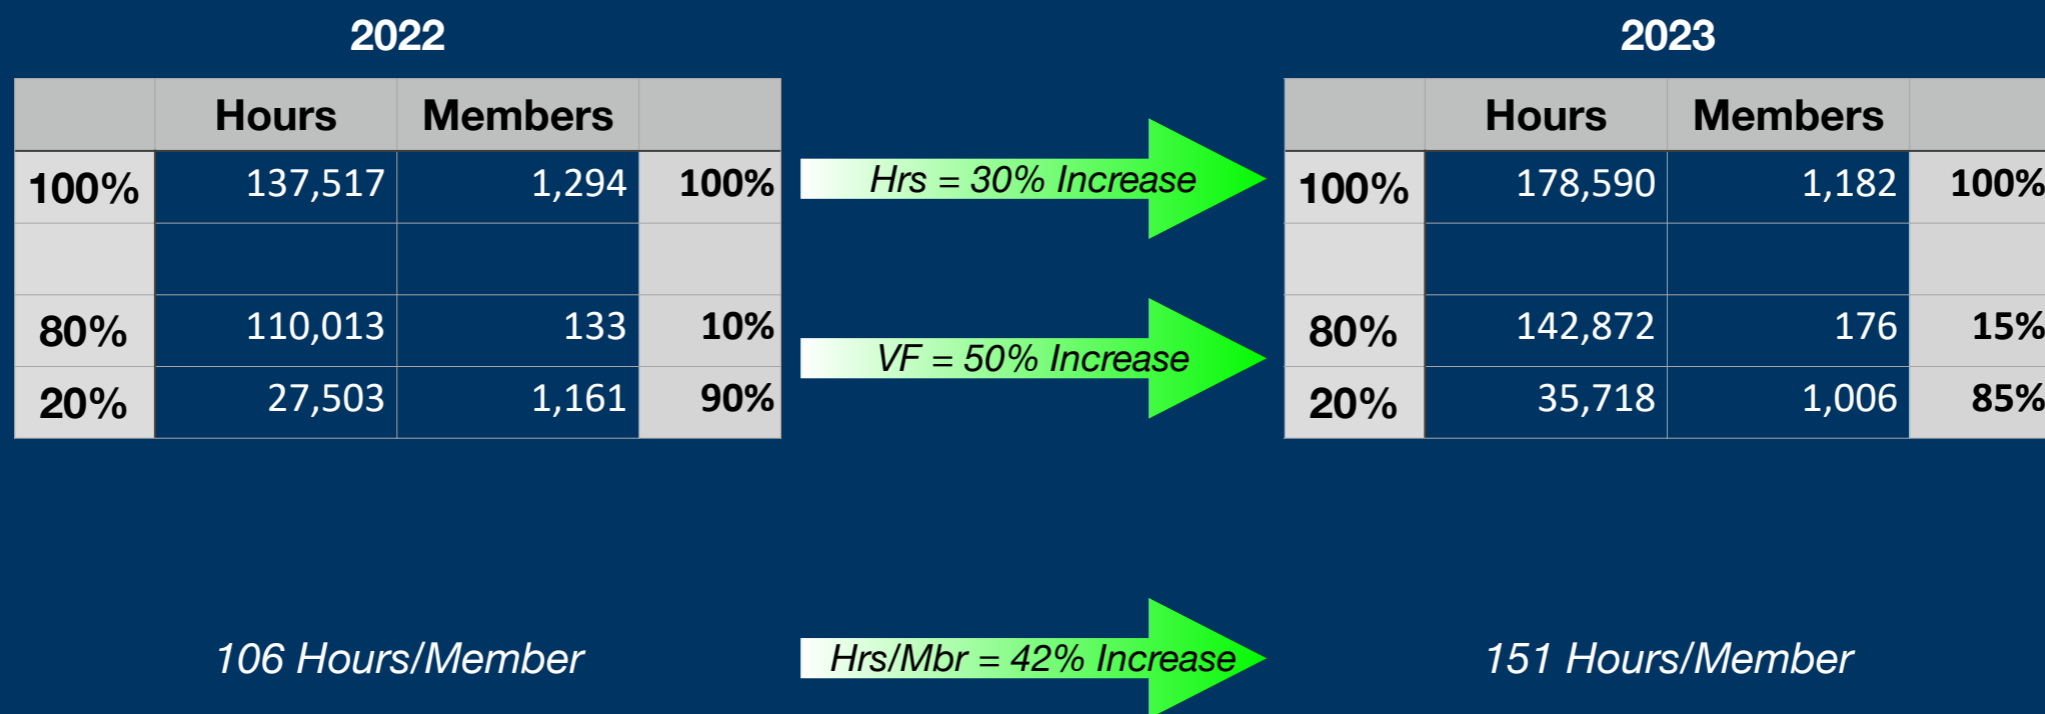 2022
2023
Hours Members
100% 137,517 1,294 100%
80% 110,013 133 10%
20% 27,503 1,161 90%
Hrs = 30% Increase
VF = 50% Increase
Hours Members
100% 178,590 1,182 100%
80% 142,872 176 15%
20% 35,718 1,006 85%
106 Hours/Member
Hrs/Mbr = 42% Increase
151 Hours/Member